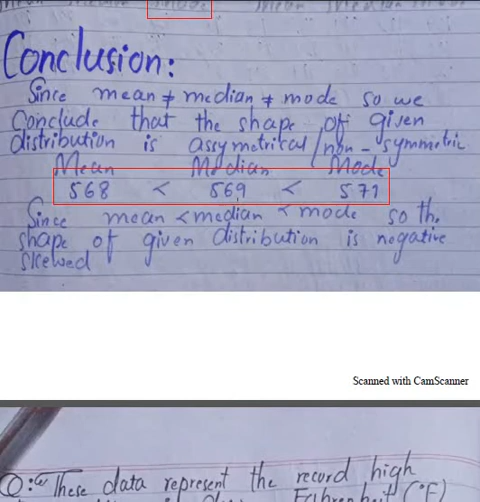 Conclusion:
Since mean ≠ median ≠ mode so we
Conclude that the shape of given
distribution is assymetrical / non-symmetric
Mean Median Mode
568 < 569 < 571
Since mean < median < mode so th
shape of given distribution is negative
skewed
Scanned with CamScanner
Q: These data represent the record high
Fahrenheit (°F)